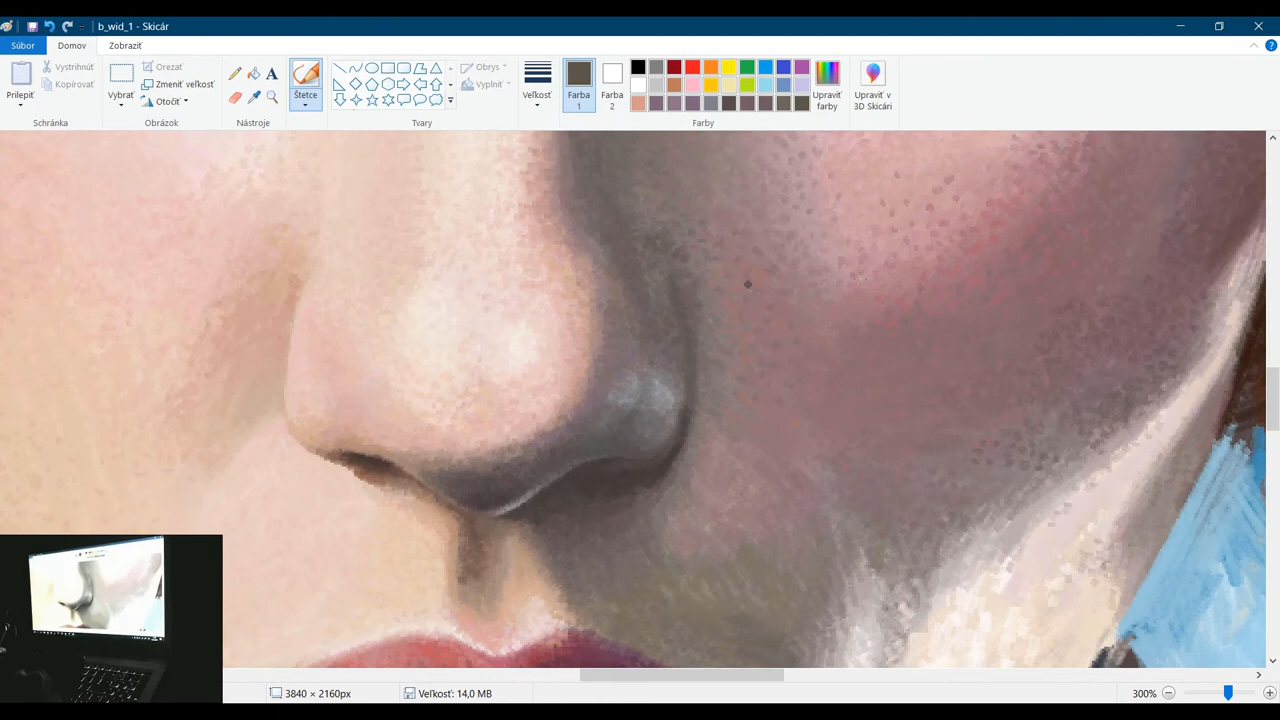 b_wid_1 - Skicár
Súbor
Domov
Zobraziť
Prilepiť
Vystrihnúť
Kopírovať
Schránka
Vybrať
Orezať
Zmeniť veľkosť
Otočiť
Obrázok
Nástroje
Štetce
Obrys
Vyplniť
Tvary
Veľkosť
Farba
1
Farba
2
Upraviť
farby
Farby
Upraviť v
3D Skicári
3840 × 2160px
Veľkosť: 14,0 MB
300%